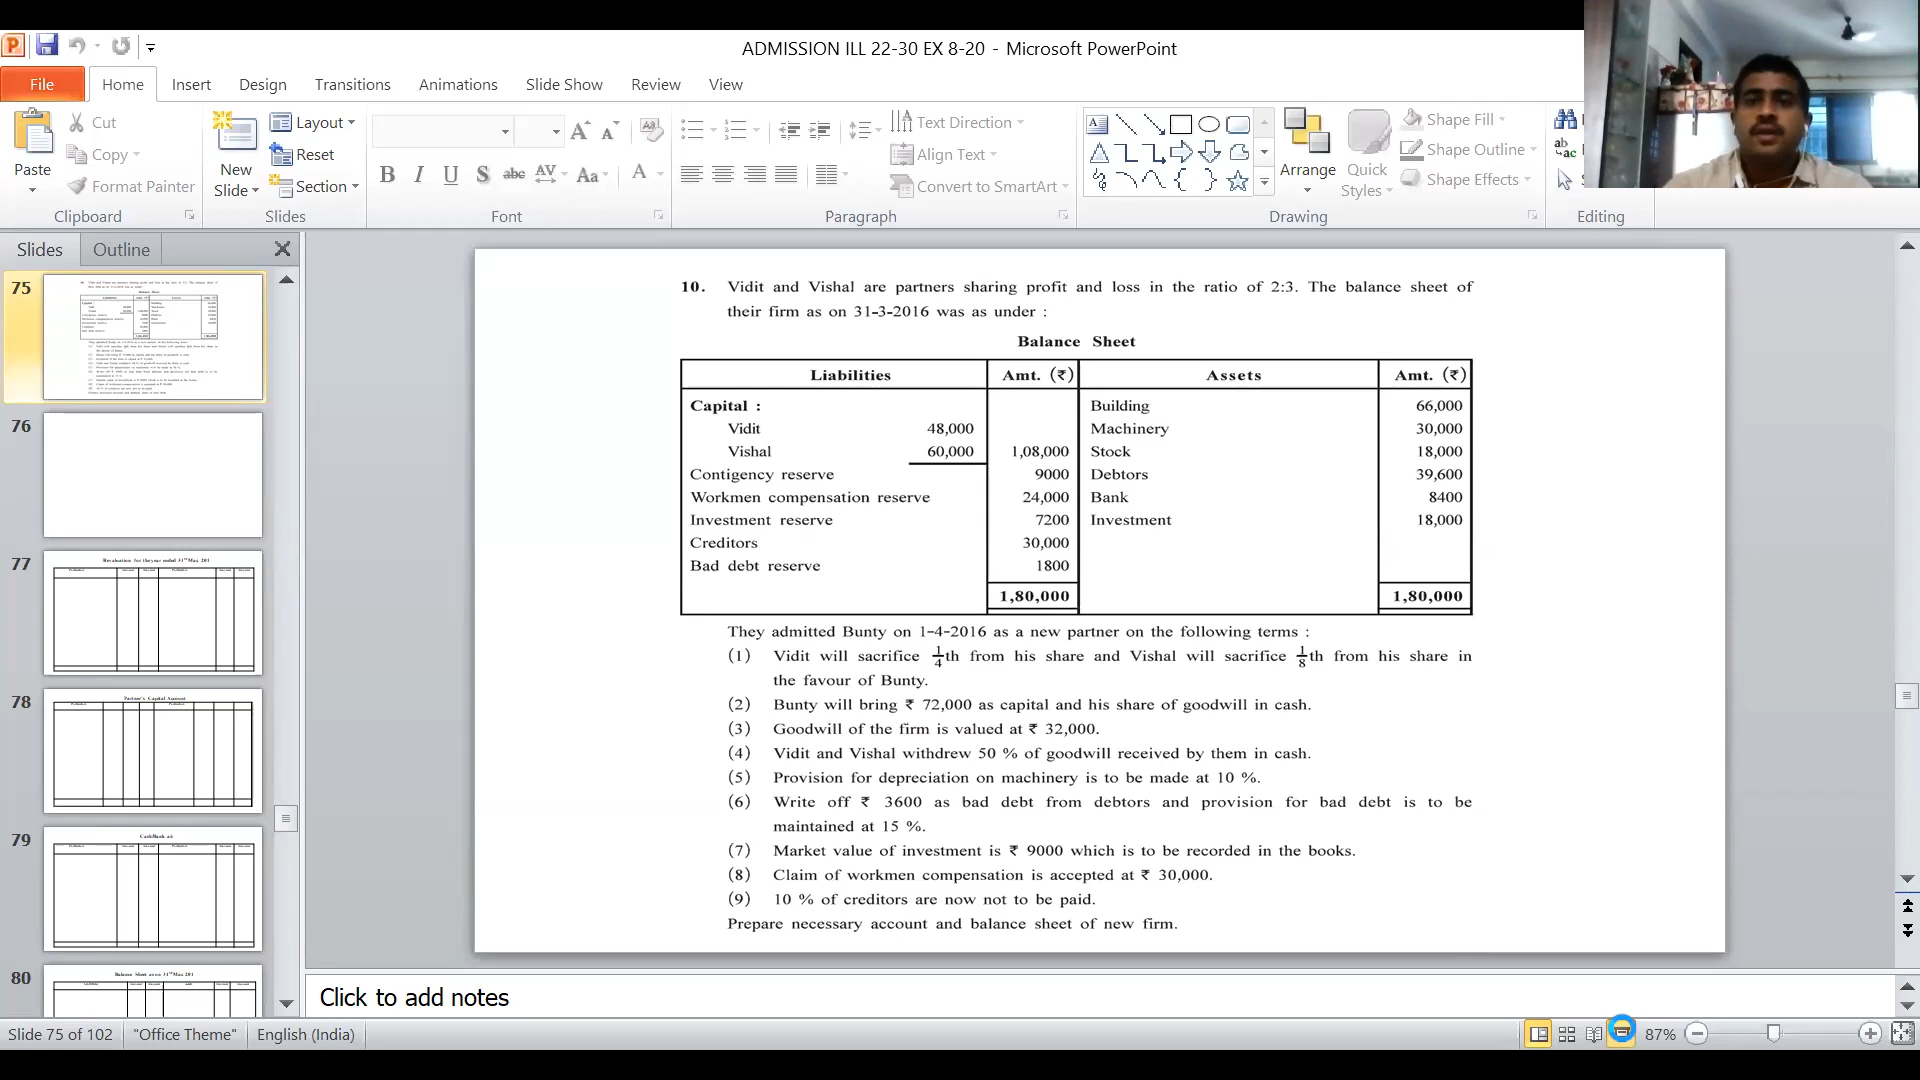 ADMISSION ILL 22-30 EX 8-20 - Microsoft PowerPoint
File Home Insert Design Transitions Animations Slide Show Review View
Cut
Copy
Format Painter
Paste
Clipboard
New Slide
Layout
Reset
Section
Slides
B I U S abc AV Aa A
Font
Text Direction
Align Text
Convert to SmartArt
Paragraph
Arrange
Quick Styles
Shape Fill
Shape Outline
Shape Effects
Drawing
Editing
Slides Outline
75
76
77
78
79
80
Partner's Capital Account
10. Vidit and Vishal are partners sharing profit and loss in the ratio of 2:3. The balance sheet of
their firm as on 31-3-2016 was as under :
Balance Sheet
Liabilities Amt. (₹) Assets Amt. (₹)
Capital : Building 66,000
Vidit 48,000 Machinery 30,000
Vishal 60,000 1,08,000 Stock 18,000
Contigency reserve 9000 Debtors 39,600
Workmen compensation reserve 24,000 Bank 8400
Investment reserve 7200 Investment 18,000
Creditors 30,000
Bad debt reserve 1800
1,80,000 1,80,000
They admitted Bunty on 1-4-2016 as a new partner on the following terms :
(1) Vidit will sacrifice 1/4th from his share and Vishal will sacrifice 1/8th from his share in
the favour of Bunty.
(2) Bunty will bring ₹ 72,000 as capital and his share of goodwill in cash.
(3) Goodwill of the firm is valued at ₹ 32,000.
(4) Vidit and Vishal withdrew 50 % of goodwill received by them in cash.
(5) Provision for depreciation on machinery is to be made at 10 %.
(6) Write off ₹ 3600 as bad debt from debtors and provision for bad debt is to be
maintained at 15 %.
(7) Market value of investment is ₹ 9000 which is to be recorded in the books.
(8) Claim of workmen compensation is accepted at ₹ 30,000.
(9) 10 % of creditors are now not to be paid.
Prepare necessary account and balance sheet of new firm.
Click to add notes
Slide 75 of 102 "Office Theme" English (India) 87%